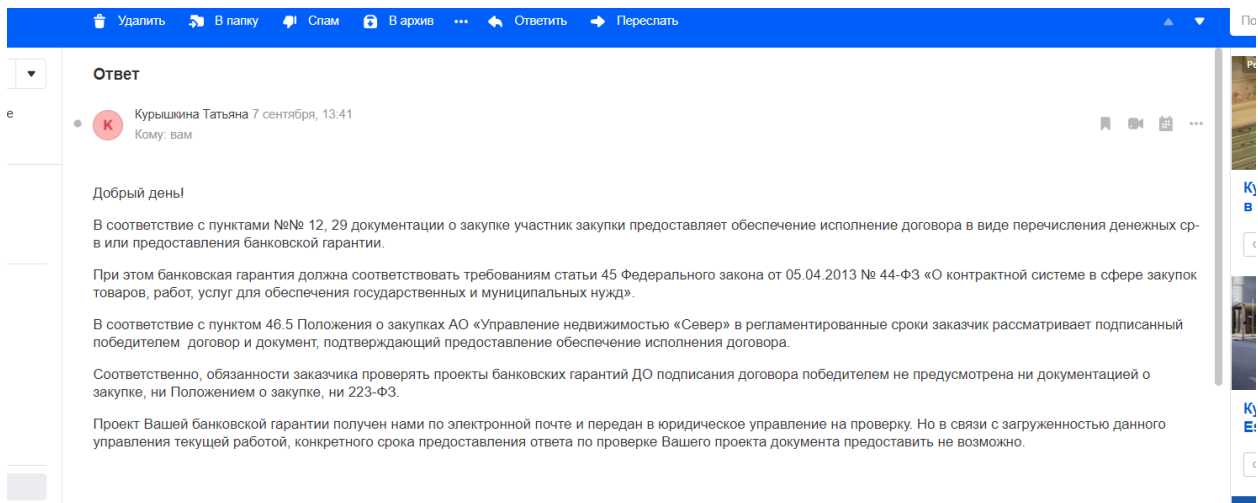 Удалить В папку Спам В архив ••• Ответить Переслать
Ответ
Курышкина Татьяна 7 сентября, 13:41
К
Кому: вам
Добрый день!
В соответствие с пунктами №№ 12, 29 документации о закупке участник закупки предоставляет обеспечение исполнение договора в виде перечисления денежных ср-
в или предоставления банковской гарантии.
При этом банковская гарантия должна соответствовать требованиям статьи 45 Федерального закона от 05.04.2013 № 44-ФЗ «О контрактной системе в сфере закупок
товаров, работ, услуг для обеспечения государственных и муниципальных нужд».
В соответствие с пунктом 46.5 Положения о закупках АО «Управление недвижимостью «Север» в регламентированные сроки заказчик рассматривает подписанный
победителем договор и документ, подтверждающий предоставление обеспечение исполнения договора.
Соответственно, обязанности заказчика проверять проекты банковских гарантий ДО подписания договора победителем не предусмотрена ни документацией о
закупке, ни Положением о закупке, ни 223-ФЗ.
Проект Вашей банковской гарантии получен нами по электронной почте и передан в юридическое управление на проверку. Но в связи с загруженностью данного
управления текущей работой, конкретного срока предоставления ответа по проверке Вашего проекта документа предоставить не возможно.